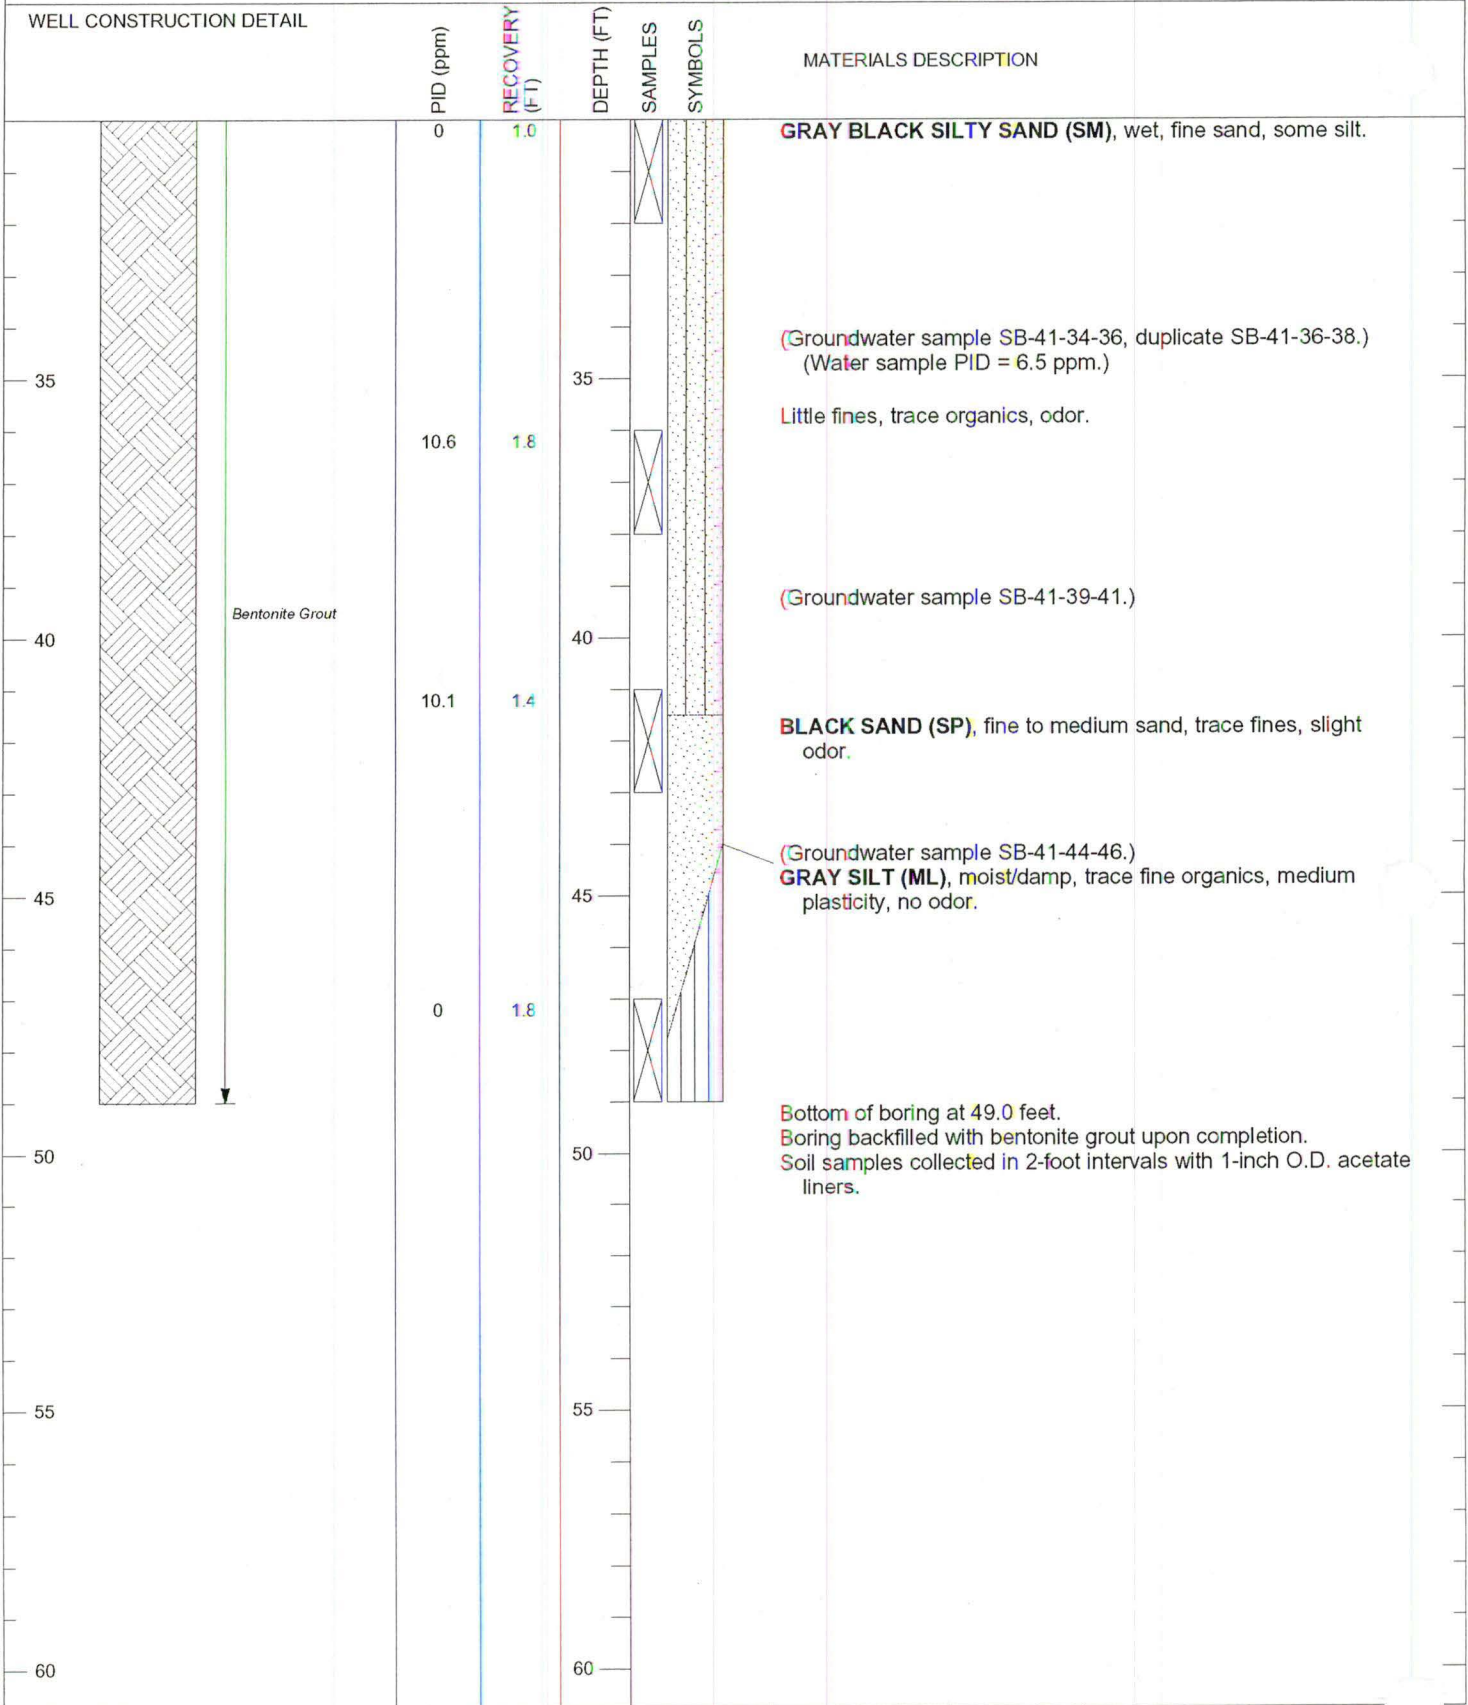 WELL CONSTRUCTION DETAIL
PID (ppm)
RECOVERY
(FT)
DEPTH (FT)
SAMPLES
SYMBOLS
MATERIALS DESCRIPTION
0 1.0 GRAY BLACK SILTY SAND (SM), wet, fine sand, some silt.
(Groundwater sample SB-41-34-36, duplicate SB-41-36-38.)
(Water sample PID = 6.5 ppm.)
35 35
Little fines, trace organics, odor.
10.6 1.8
(Groundwater sample SB-41-39-41.)
Bentonite Grout
40 40
10.1 1.4
BLACK SAND (SP), fine to medium sand, trace fines, slight
odor.
(Groundwater sample SB-41-44-46.)
GRAY SILT (ML), moist/damp, trace fine organics, medium
45 45
plasticity, no odor.
0 1.8
Bottom of boring at 49.0 feet.
Boring backfilled with bentonite grout upon completion.
50 50
Soil samples collected in 2-foot intervals with 1-inch O.D. acetate
liners.
55 55
60 60